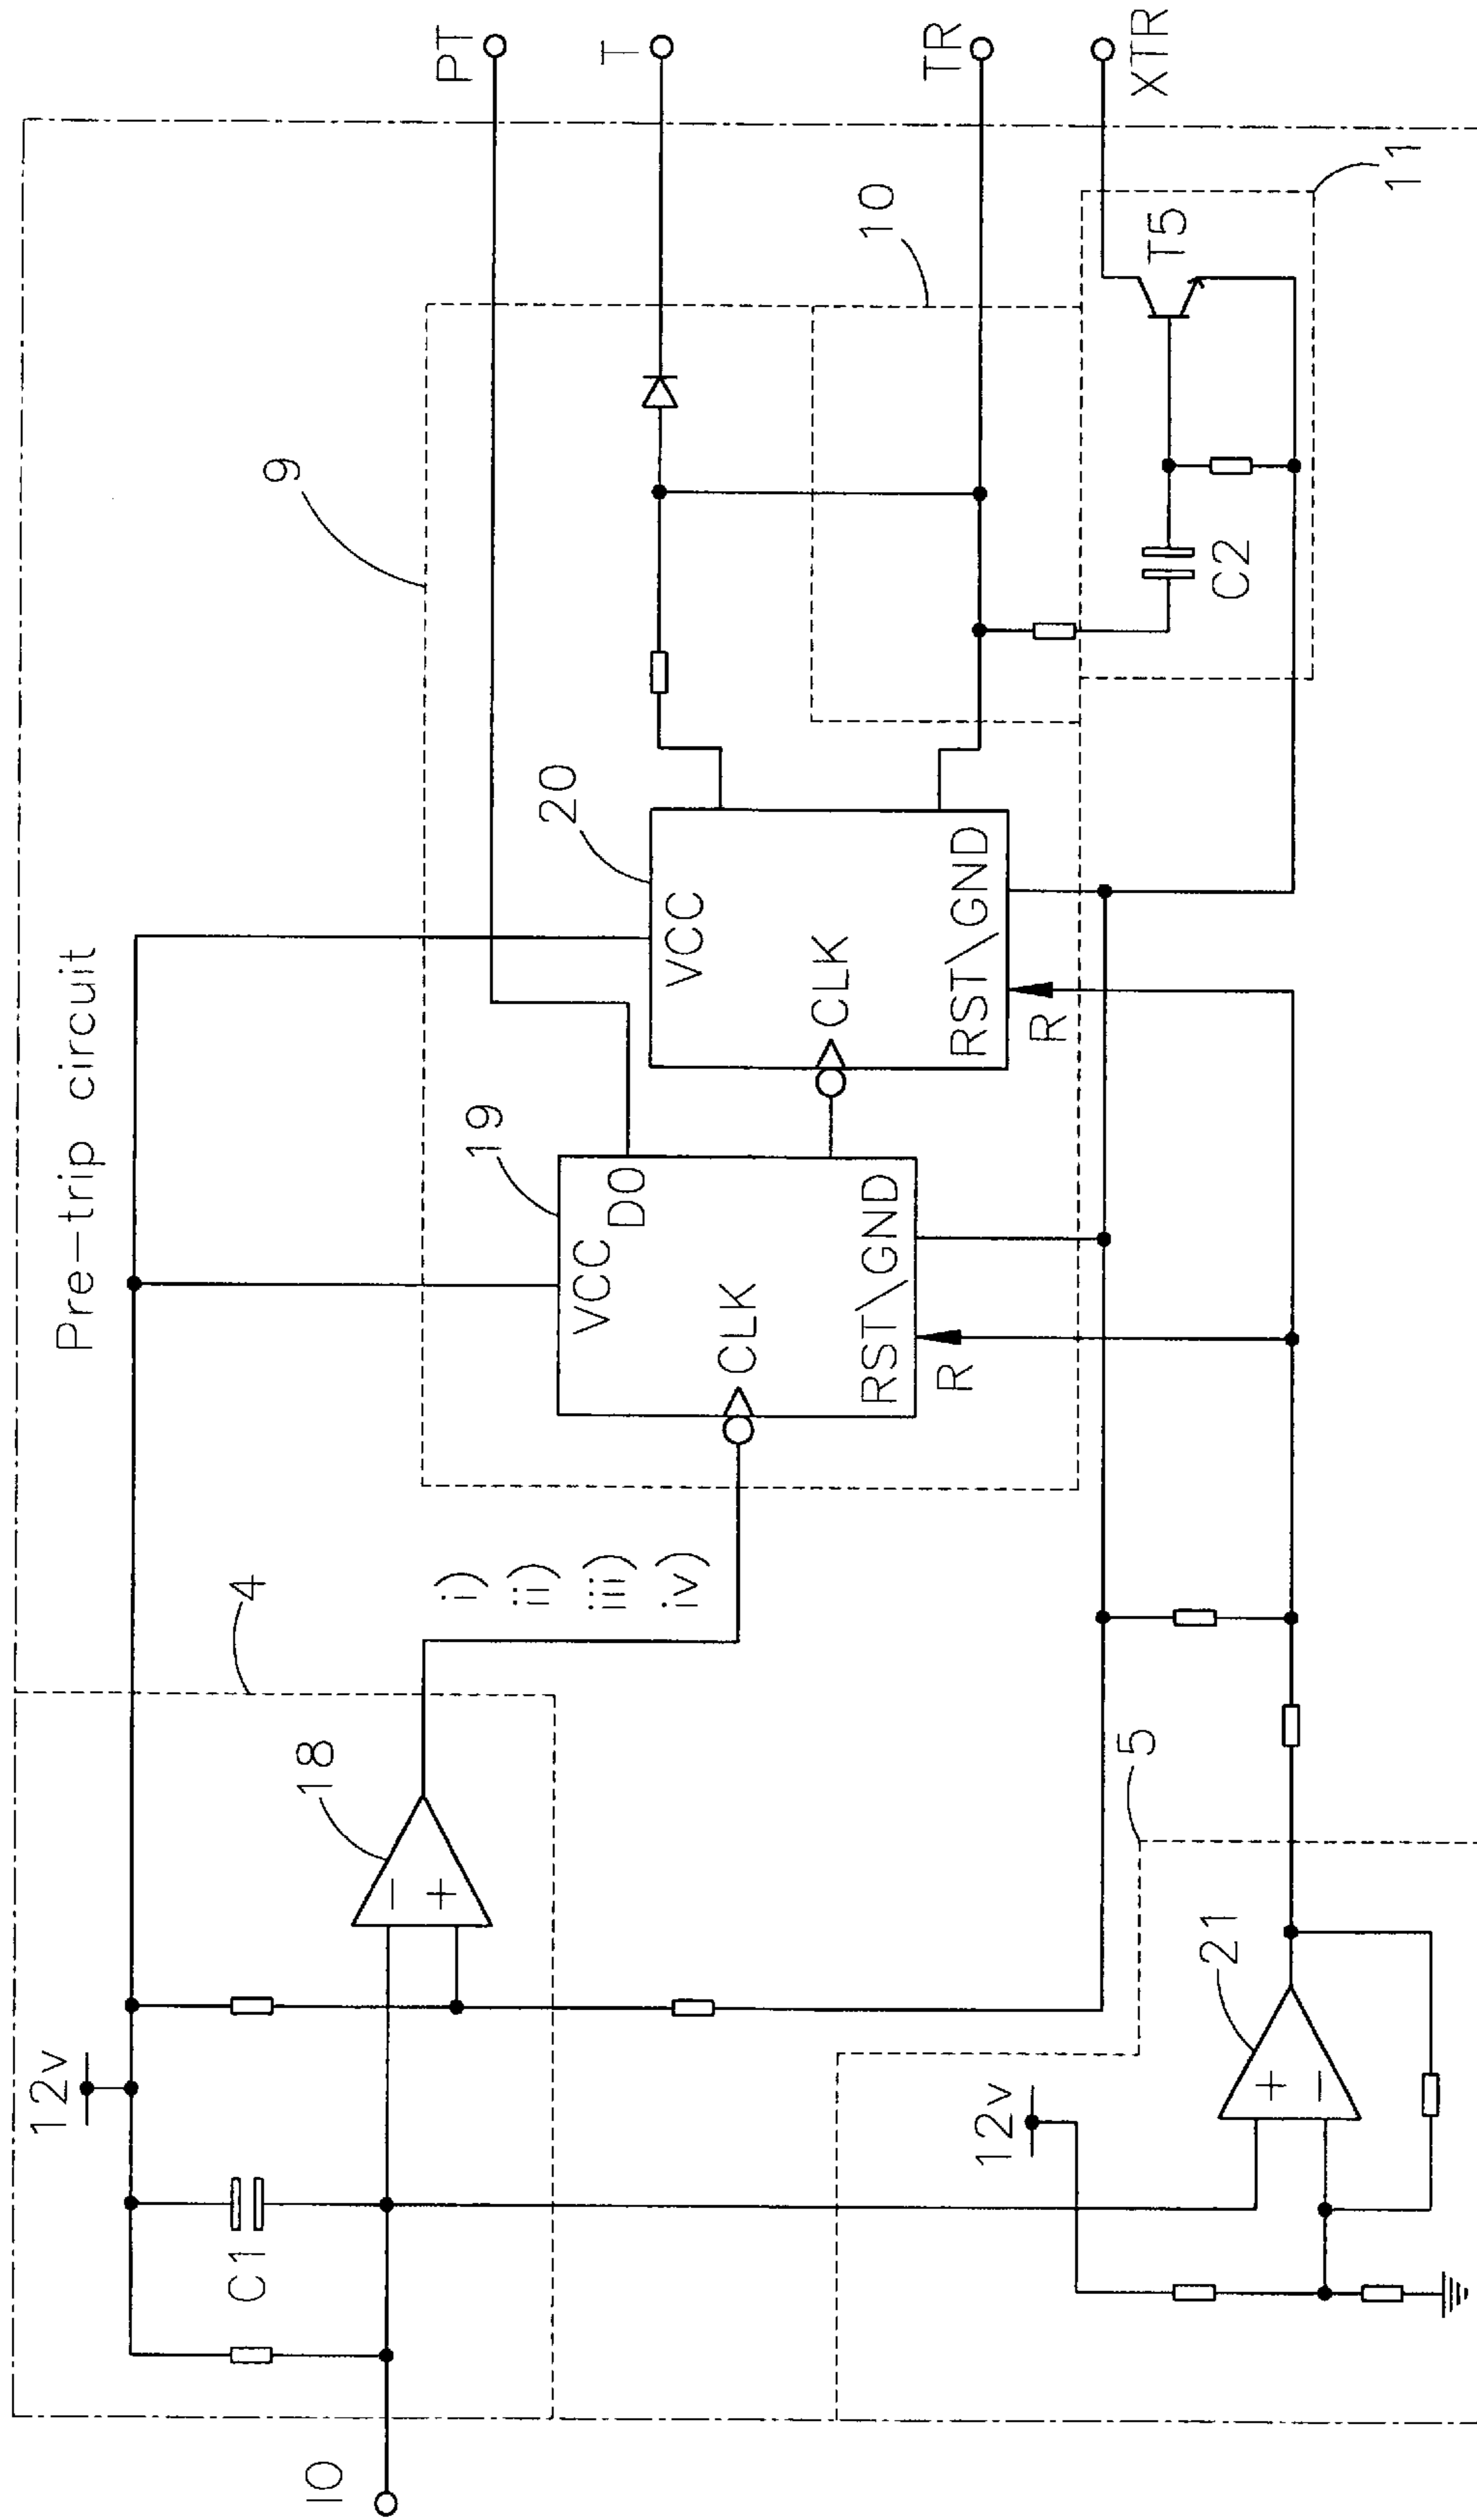 Pre-trip circuit
12v
C1
IO
18
4
i)
ii)
iii)
iv)
9
19
VCC
DO
CLK
RST\GND
R
20
VCC
CLK
RST\GND
R
10
PT
T
TR
XTR
T5
C2
11
12v
5
21